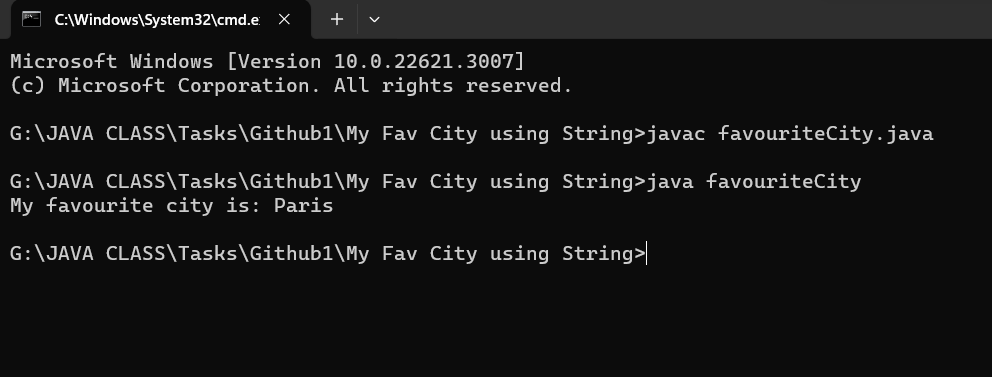 C:\Windows\System32\cmd.e
Microsoft Windows [Version 10.0.22621.3007]
(c) Microsoft Corporation. All rights reserved.
G:\JAVA CLASS\Tasks\Github1\My Fav City using String>javac favouriteCity.java
G:\JAVA CLASS\Tasks\Github1\My Fav City using String>java favouriteCity
My favourite city is: Paris
G:\JAVA CLASS\Tasks\Github1\My Fav City using String>